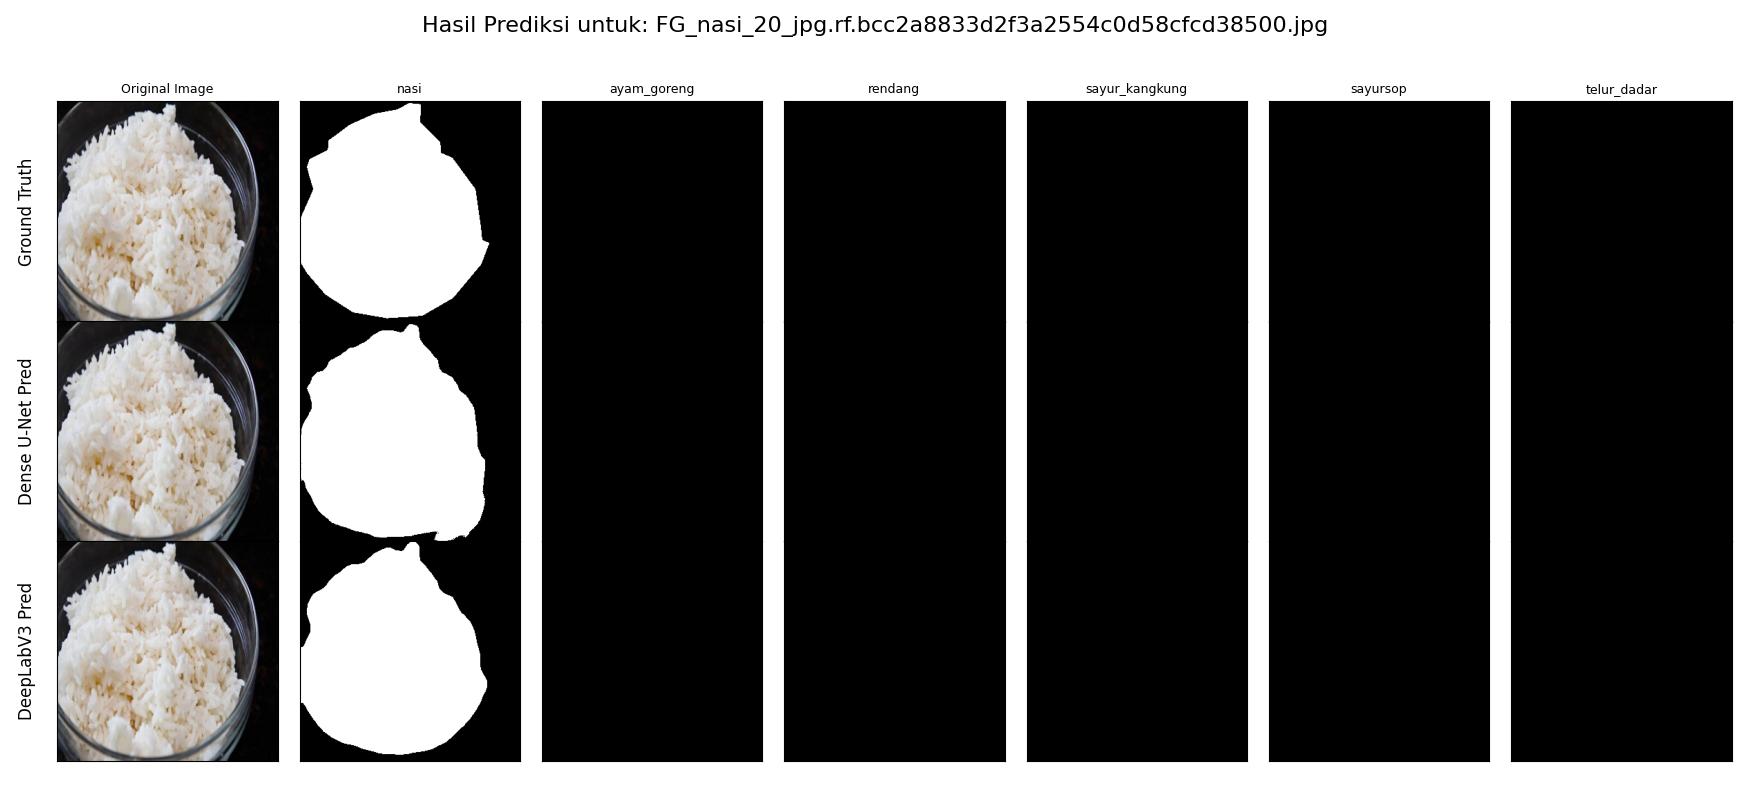 Hasil Prediksi untuk: FG_nasi_20_jpg.rf.bcc2a8833d2f3a2554c0d58cfcd38500.jpg
Original Image
nasi
ayam_goreng
rendang
sayur_kangkung
sayursop
telur_dadar
Ground Truth
Dense U-Net Pred
DeepLabV3 Pred